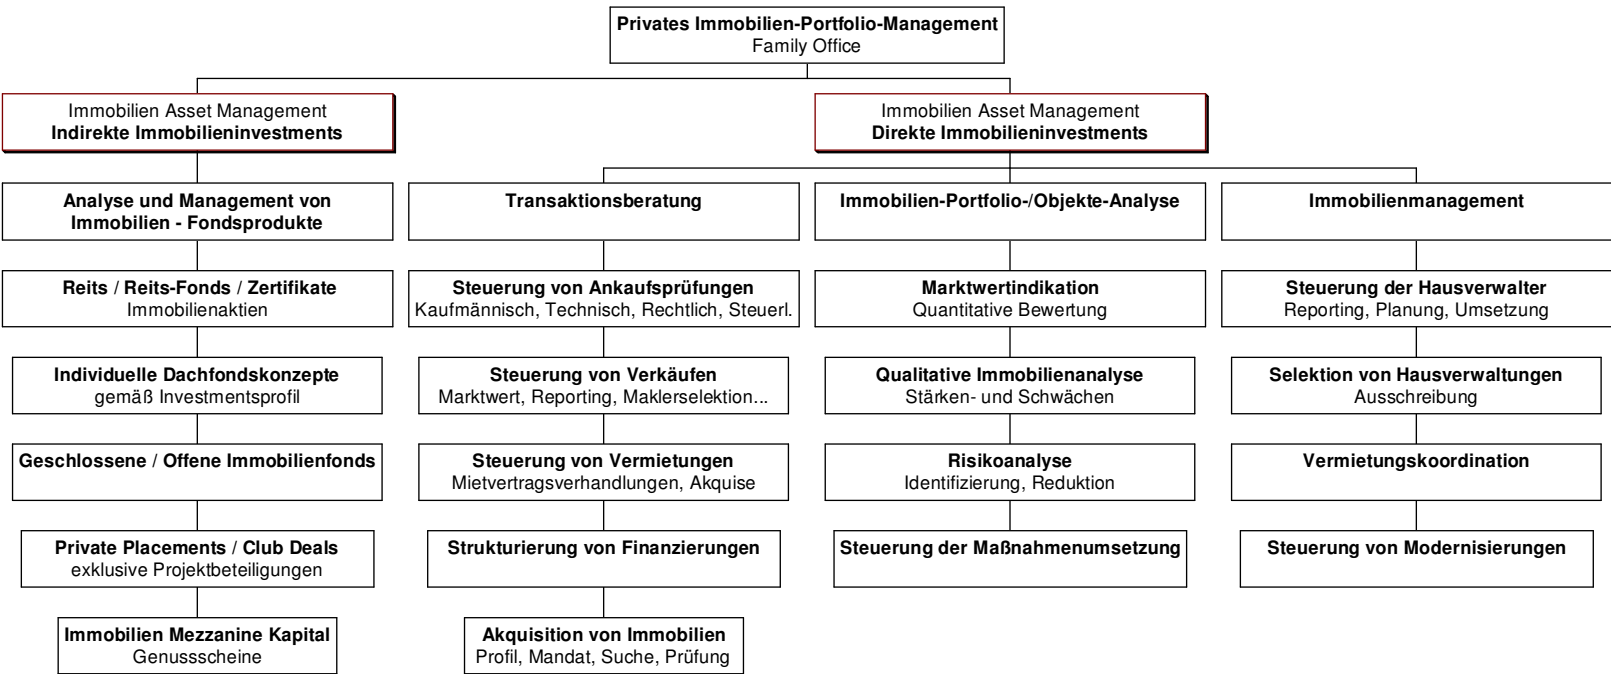 Privates Immobilien-Portfolio-Management
Family Office
Immobilien Asset Management
Indirekte Immobilieninvestments
Immobilien Asset Management
Direkte Immobilieninvestments
Analyse und Management von
Immobilien - Fondsprodukte
Transaktionsberatung
Immobilien-Portfolio-/Objekte-Analyse
Immobilienmanagement
Reits / Reits-Fonds / Zertifikate
Immobilienaktien
Steuerung von Ankaufsprüfungen
Kaufmännisch, Technisch, Rechtlich, Steuerl.
Marktwertindikation
Quantitative Bewertung
Steuerung der Hausverwalter
Reporting, Planung, Umsetzung
Individuelle Dachfondskonzepte
gemäß Investmentsprofil
Steuerung von Verkäufen
Marktwert, Reporting, Maklerselektion...
Qualitative Immobilienanalyse
Stärken- und Schwächen
Selektion von Hausverwaltungen
Ausschreibung
Geschlossene / Offene Immobilienfonds
Steuerung von Vermietungen
Mietvertragsverhandlungen, Akquise
Risikoanalyse
Identifizierung, Reduktion
Vermietungskoordination
Private Placements / Club Deals
exklusive Projektbeteiligungen
Strukturierung von Finanzierungen
Steuerung der Maßnahmenumsetzung
Steuerung von Modernisierungen
Immobilien Mezzanine Kapital
Genussscheine
Akquisition von Immobilien
Profil, Mandat, Suche, Prüfung